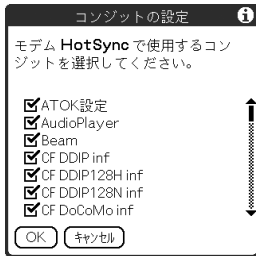 コンジットの設定
モデム HotSync で使用するコン
ジットを選択してください。
ATOK設定
AudioPlayer
Beam
CF DDIP inf
CF DDIP128H inf
CF DDIP128N inf
CF DoCoMo inf
OK キャンセル